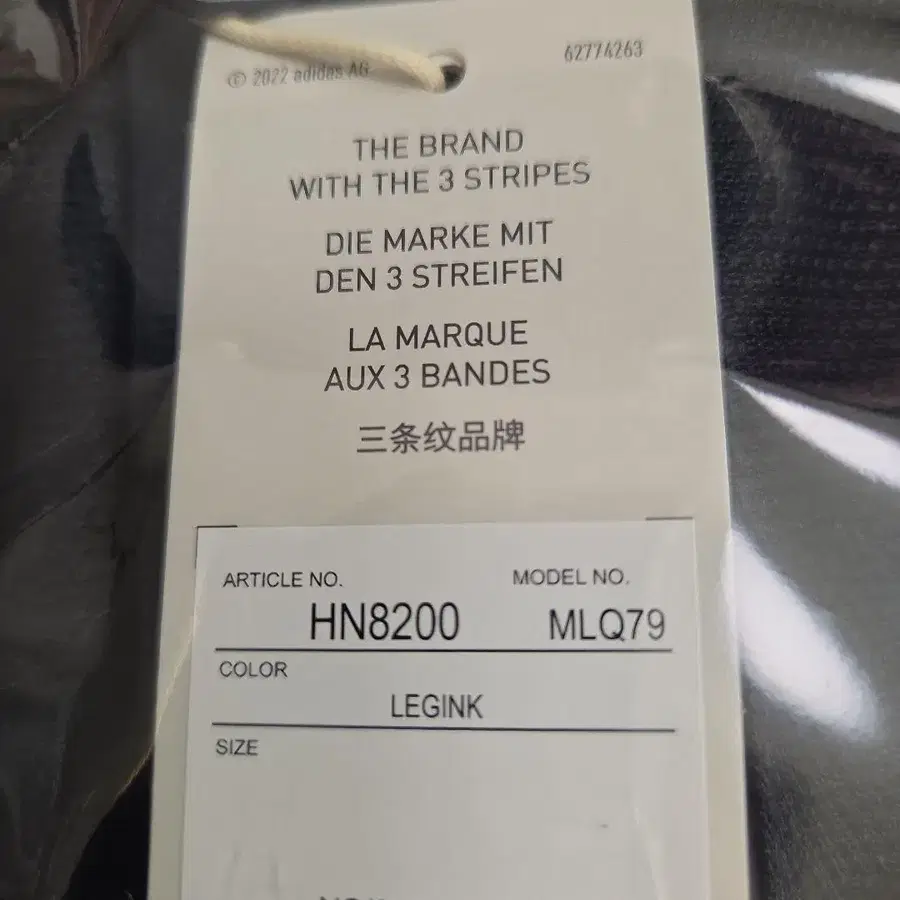 © 2022 adidas AG
62774263
THE BRAND
WITH THE 3 STRIPES
DIE MARKE MIT
DEN 3 STREIFEN
LA MARQUE
AUX 3 BANDES
三条纹品牌
ARTICLE NO. MODEL NO.
HN8200 MLQ79
COLOR
LEGINK
SIZE